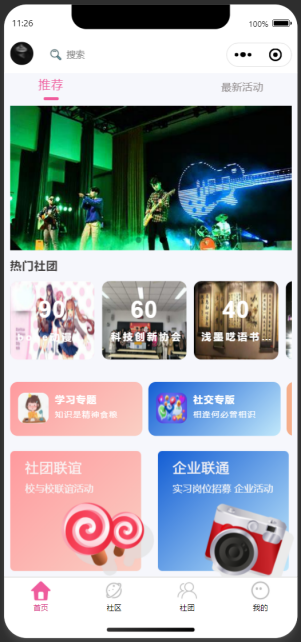 11:26
100%
搜索
推荐
最新活动
热门社团
90
60
科技创新协会
40
浅墨唸语书...
学习专题
知识是精神食粮
社交专版
相逢何必曾相识
社团联谊
校与校联谊活动
企业联通
实习岗位招募 企业活动
首页
社区
社团
我的